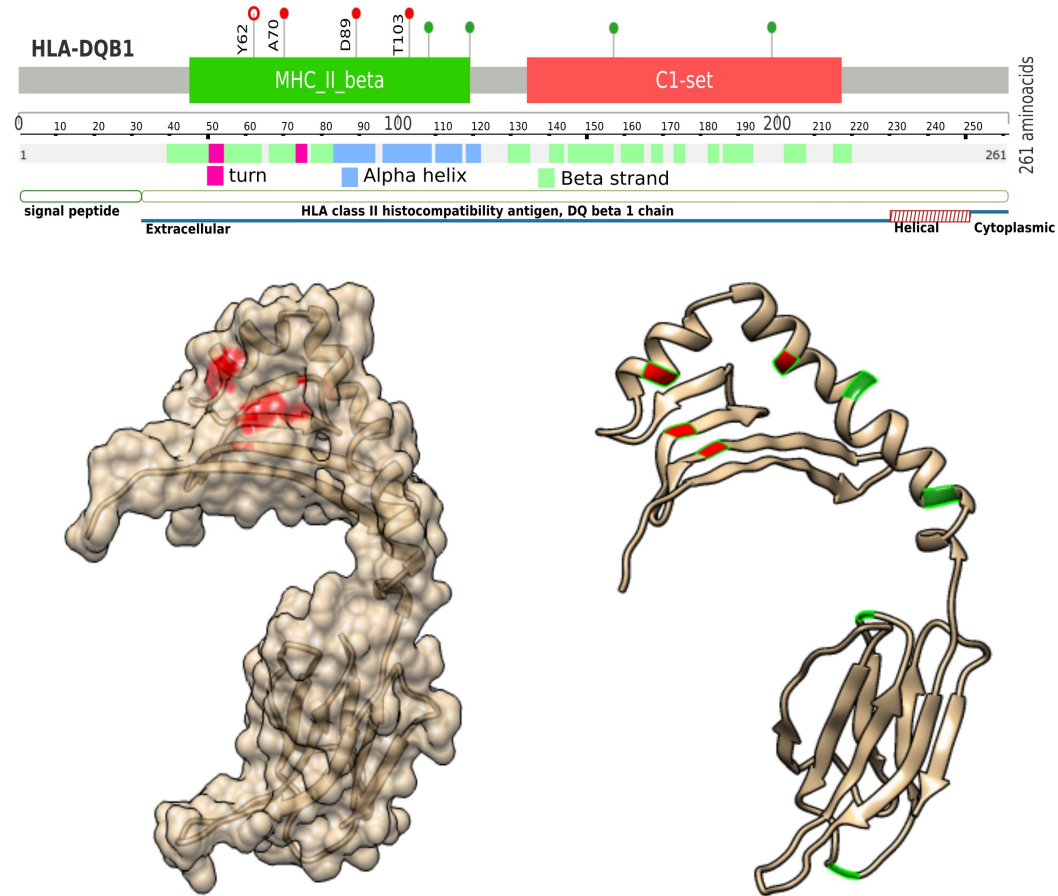 Y62
A70
D89
T103
HLA-DQB1
MHC_II_beta
C1-set
261 aminoacids
0 10 20 30 40 50 60 70 80 90 100 110 120 130 140 150 160 170 180 190 200 210 220 230 240 250
1 261
turn Alpha helix Beta strand
signal peptide HLA class II histocompatibility antigen, DQ beta 1 chain
Extracellular Helical Cytoplasmic